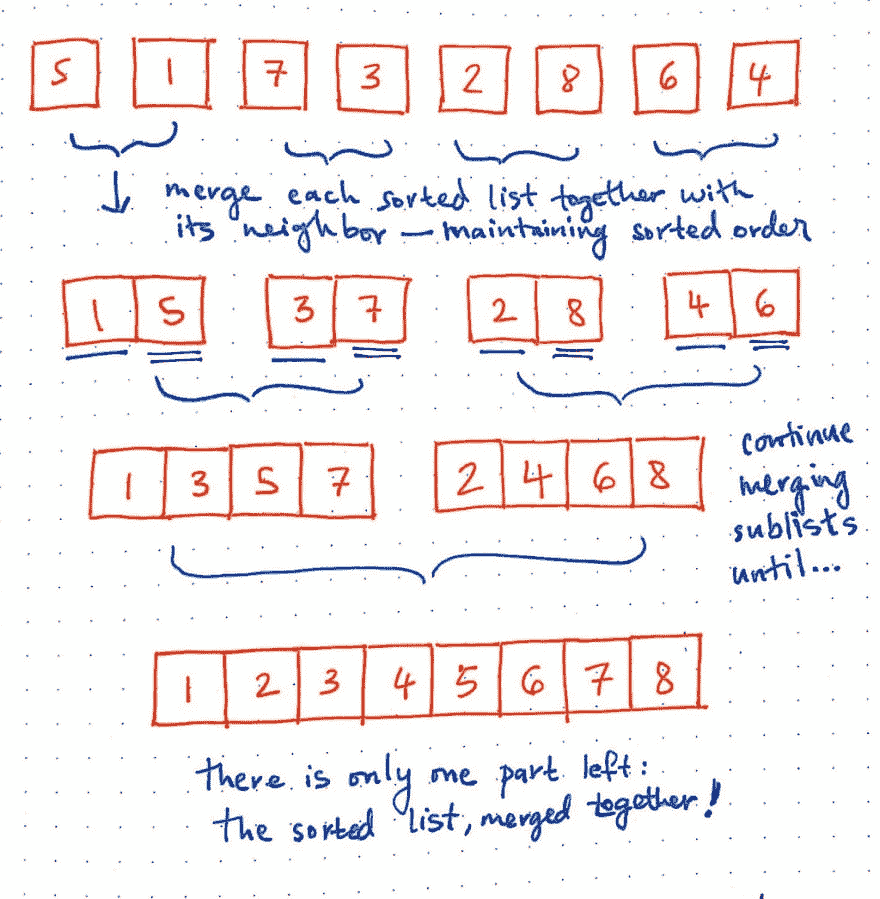 5 1 7 3 2 8 6 4
merge each sorted list together with
its neighbor — maintaining sorted order
1 5 3 7 2 8 4 6
1 3 5 7 2 4 6 8
continue
merging
sublists
until...
1 2 3 4 5 6 7 8
there is only one part left:
the sorted list, merged together!